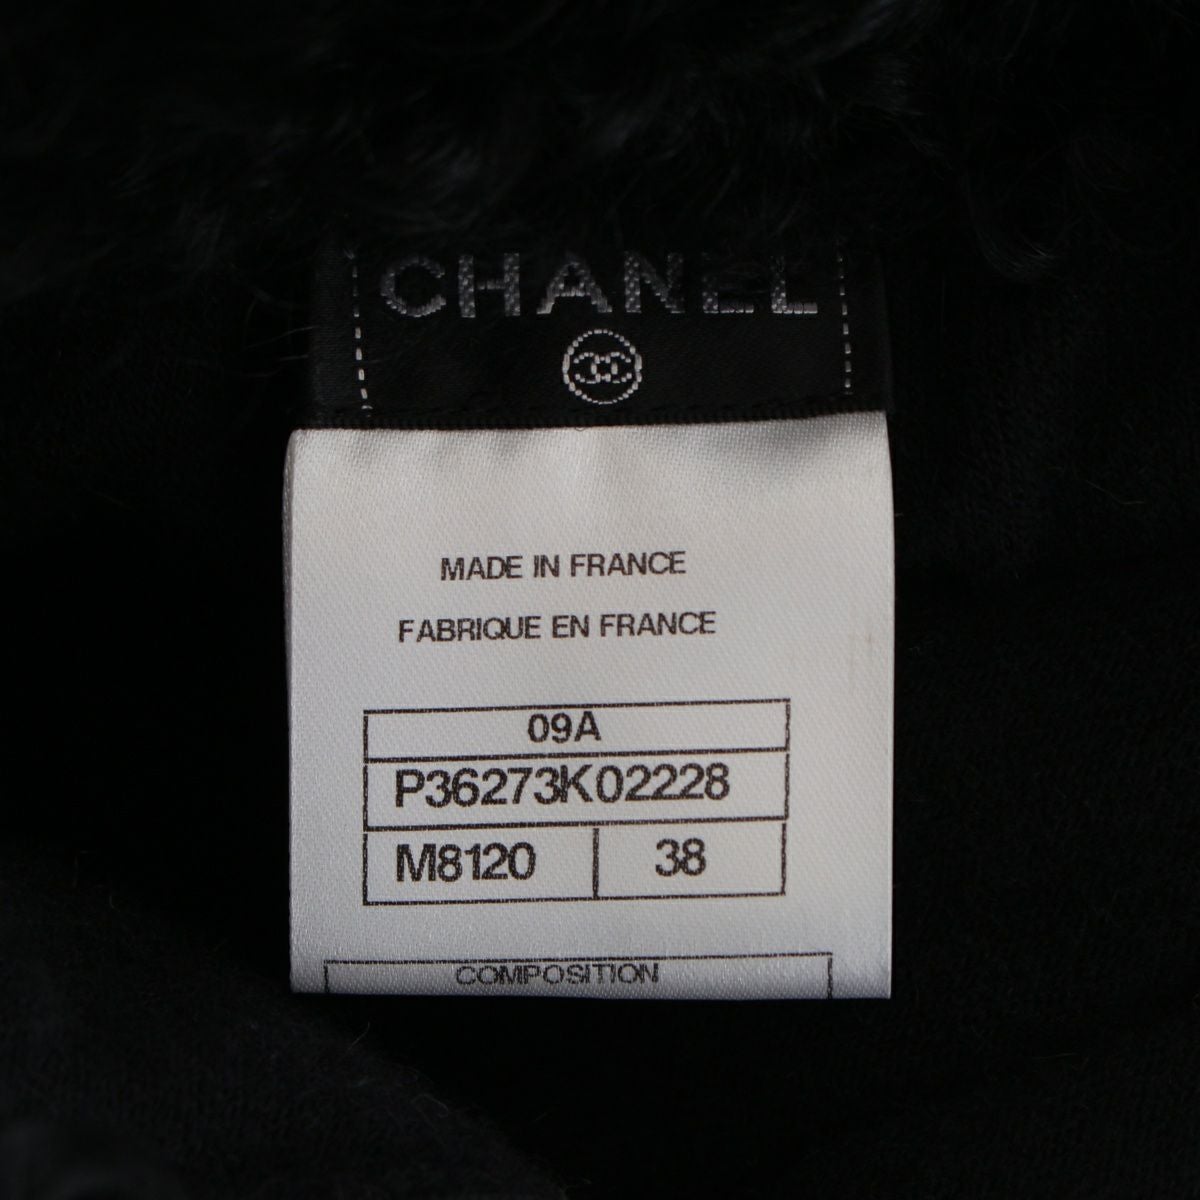 CHANEL
MADE IN FRANCE
FABRIQUE EN FRANCE
09A
P36273K02228
M8120 38
COMPOSITION